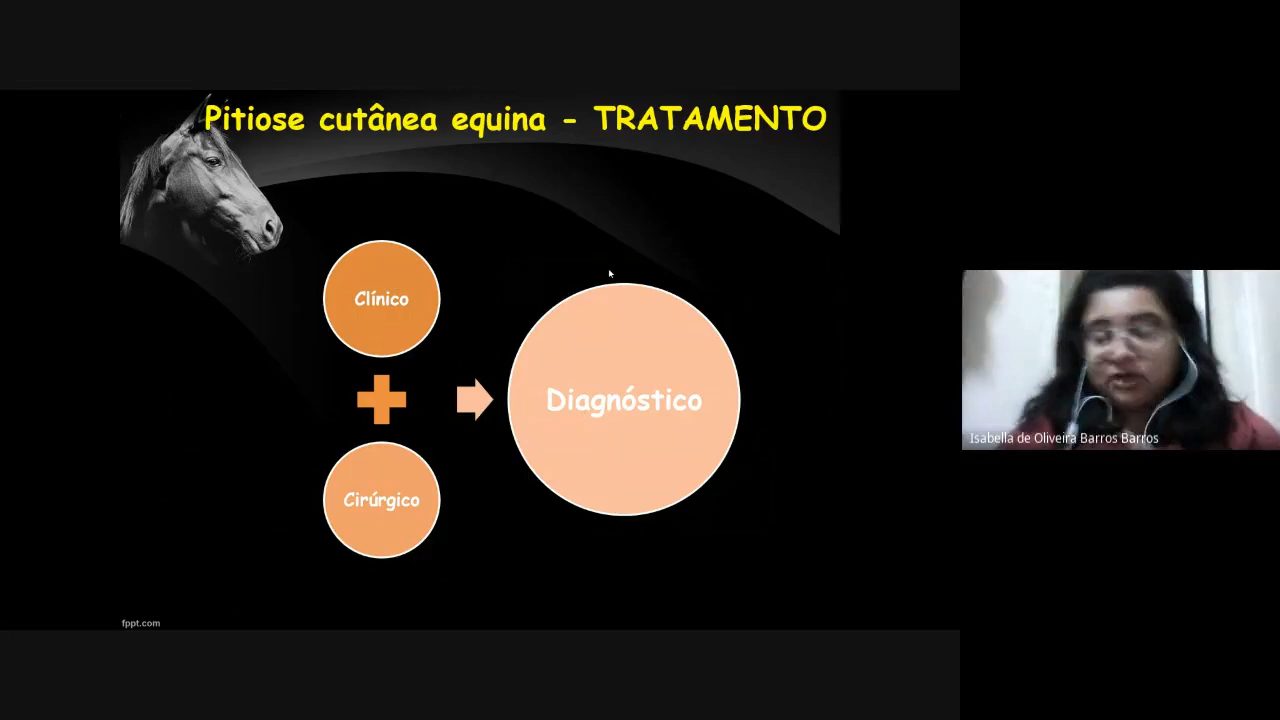 Pitiose cutânea equina - TRATAMENTO
Clínico
Diagnóstico
Cirúrgico
Isabella de Oliveira Barros Barros
fppt.com